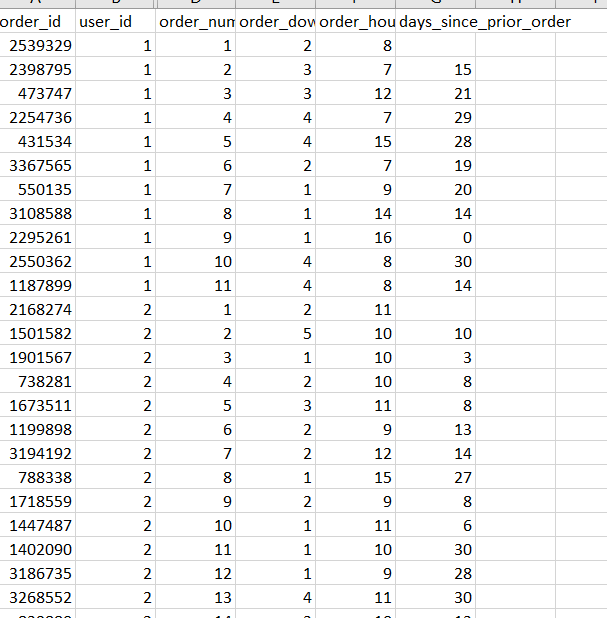 order_id user_id order_num order_dow order_hou days_since_prior_order
2539329 1 1 2 8
2398795 1 2 3 7 15
473747 1 3 3 12 21
2254736 1 4 4 7 29
431534 1 5 4 15 28
3367565 1 6 2 7 19
550135 1 7 1 9 20
3108588 1 8 1 14 14
2295261 1 9 1 16 0
2550362 1 10 4 8 30
1187899 1 11 4 8 14
2168274 2 1 2 11
1501582 2 2 5 10 10
1901567 2 3 1 10 3
738281 2 4 2 10 8
1673511 2 5 3 11 8
1199898 2 6 2 9 13
3194192 2 7 2 12 14
788338 2 8 1 15 27
1718559 2 9 2 9 8
1447487 2 10 1 11 6
1402090 2 11 1 10 30
3186735 2 12 1 9 28
3268552 2 13 4 11 30